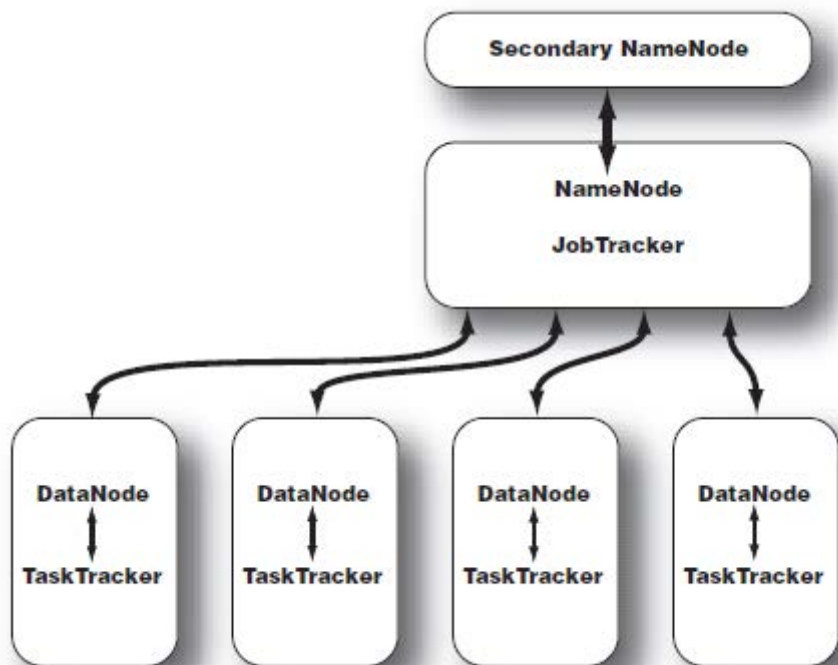 Secondary NameNode
NameNode
JobTracker
DataNode
TaskTracker
DataNode
TaskTracker
DataNode
TaskTracker
DataNode
TaskTracker